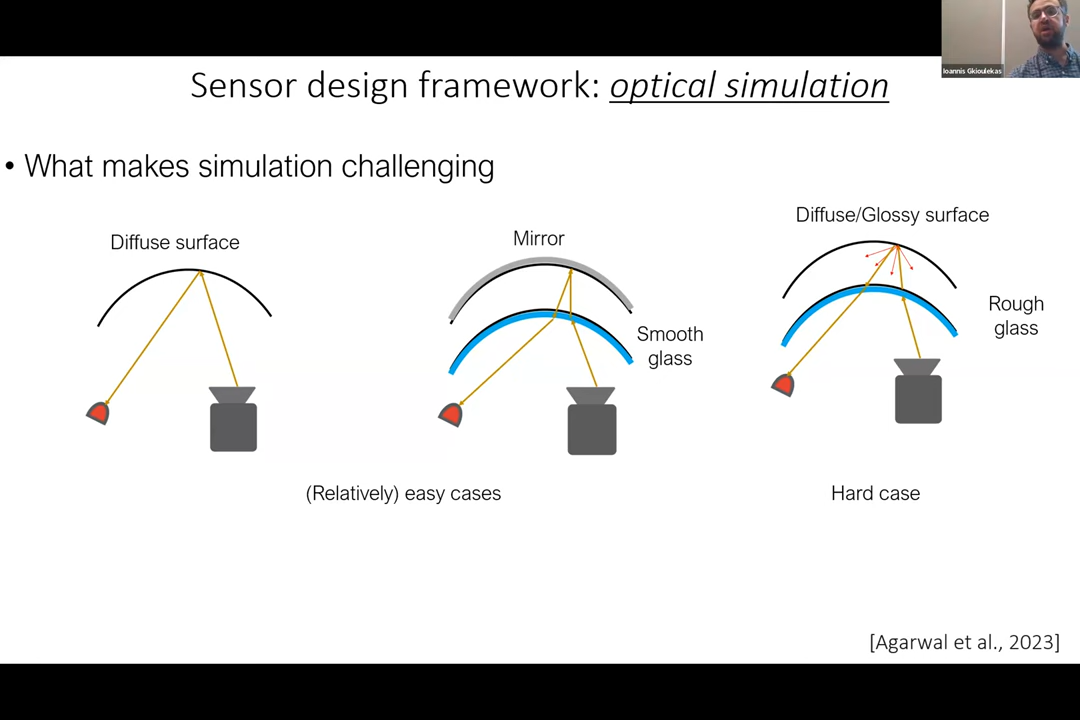 Ioannis Gkioulekas
Sensor design framework: optical simulation
• What makes simulation challenging
Diffuse surface
Mirror
Smooth
glass
Diffuse/Glossy surface
Rough
glass
(Relatively) easy cases
Hard case
[Agarwal et al., 2023]